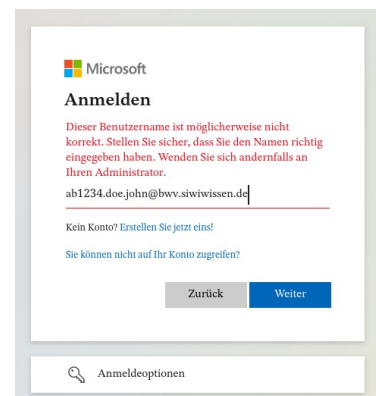 Microsoft
Anmelden
Dieser Benutzername ist möglicherweise nicht
korrekt. Stellen Sie sicher, dass Sie den Namen richtig
eingegeben haben. Wenden Sie sich andernfalls an
Ihren Administrator.
ab1234.doe.john@bwv.siwiwissen.de
Kein Konto? Erstellen Sie jetzt eins!
Sie können nicht auf Ihr Konto zugreifen?
Zurück Weiter
Anmeldeoptionen